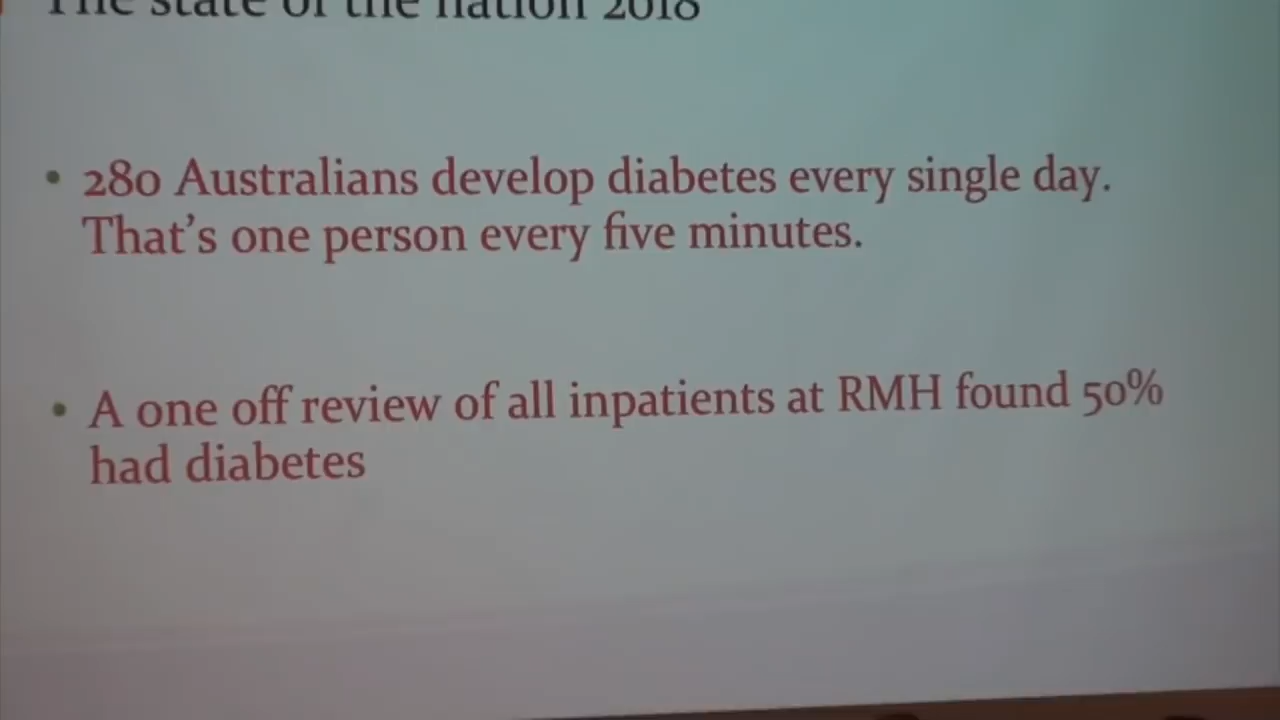 The state of the nation 2018
• 280 Australians develop diabetes every single day.
That's one person every five minutes.
• A one off review of all inpatients at RMH found 50%
had diabetes